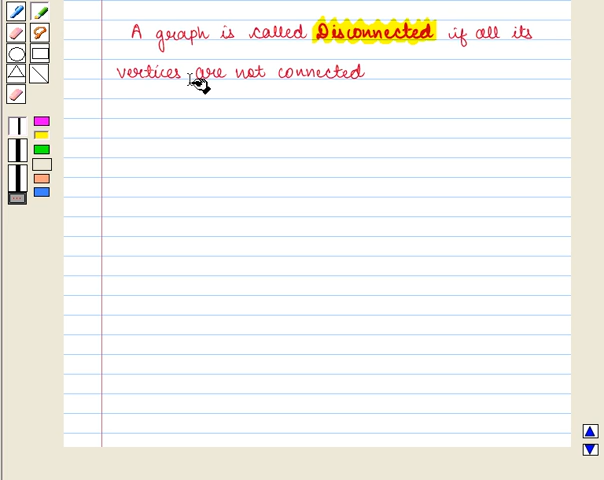 A graph is called Disconnected if all its
vertices are not connected